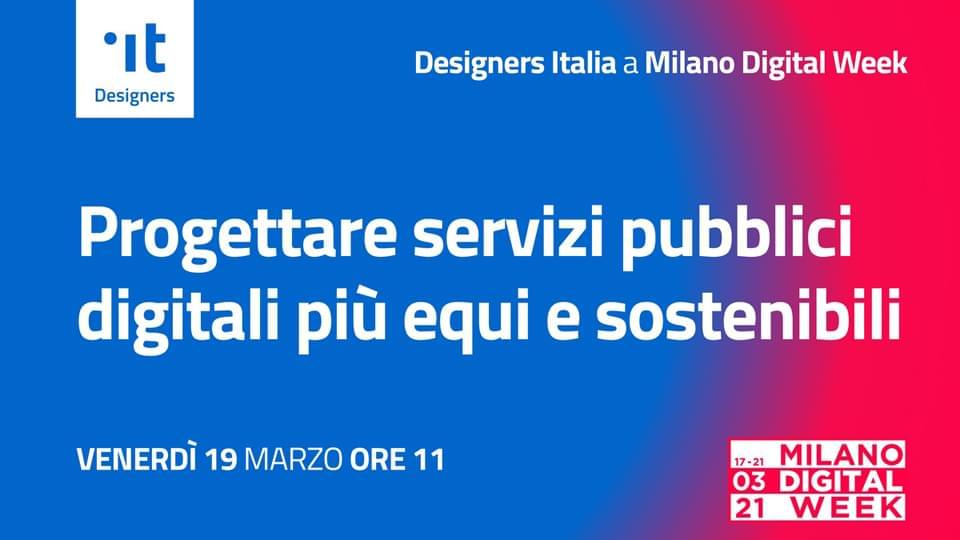 ·it
Designers
Designers Italia a Milano Digital Week
Progettare servizi pubblici
digitali più equi e sostenibili
VENERDÌ 19 MARZO ORE 11
17-21 MILANO
03 DIGITAL
21 WEEK